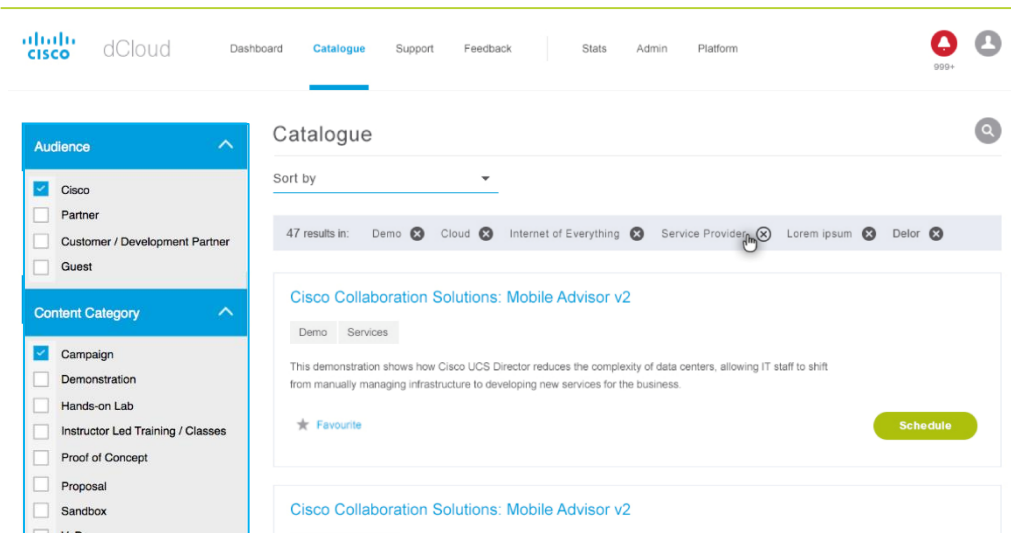 CISCO
dCloud
Dashboard Catalogue Support Feedback Stats Admin Platform
999+
Audience
Cisco
Partner
Customer / Development Partner
Guest
Content Category
Campaign
Demonstration
Hands-on Lab
Instructor Led Training / Classes
Proof of Concept
Proposal
Sandbox
Catalogue
Sort by
47 results in: Demo Cloud Internet of Everything Service Provider Lorem ipsum Delor
Cisco Collaboration Solutions: Mobile Advisor v2
Demo Services
This demonstration shows how Cisco UCS Director reduces the complexity of data centers, allowing IT staff to shift
from manually managing infrastructure to developing new services for the business.
Favourite
Schedule
Cisco Collaboration Solutions: Mobile Advisor v2